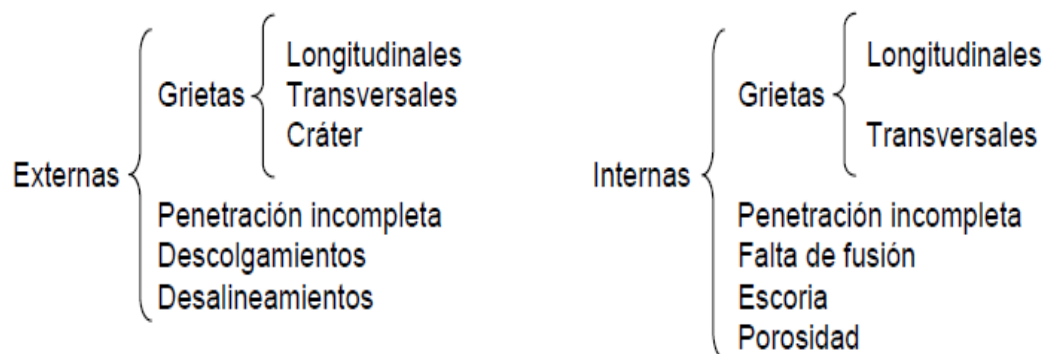 Externas
Grietas
Longitudinales
Transversales
Cráter
Penetración incompleta
Descolgamientos
Desalineamientos
Internas
Grietas
Longitudinales
Transversales
Penetración incompleta
Falta de fusión
Escoria
Porosidad